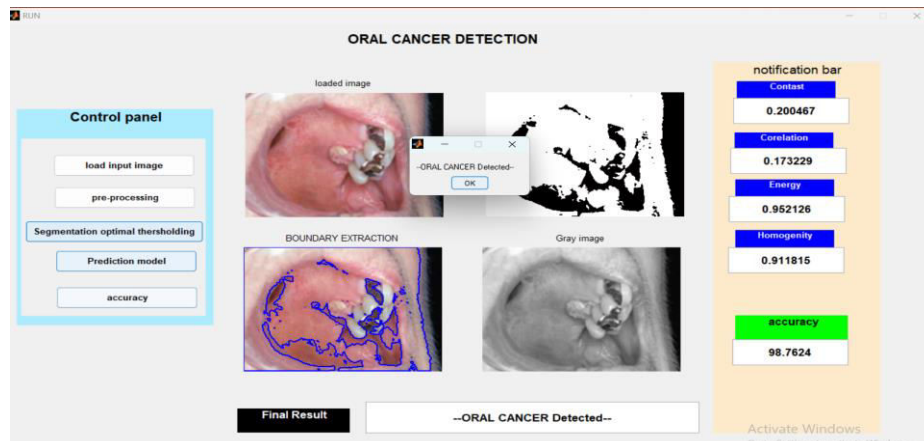 RUN
ORAL CANCER DETECTION
Control panel
load input image
pre-processing
Segmentation optimal thersholding
Prediction model
accuracy
loaded image
--ORAL CANCER Detected--
OK
BOUNDARY EXTRACTION
Gray image
notification bar
Contast
0.200467
Corelation
0.173229
Energy
0.952126
Homogenity
0.911815
accuracy
98.7624
Final Result
--ORAL CANCER Detected--
Activate Windows